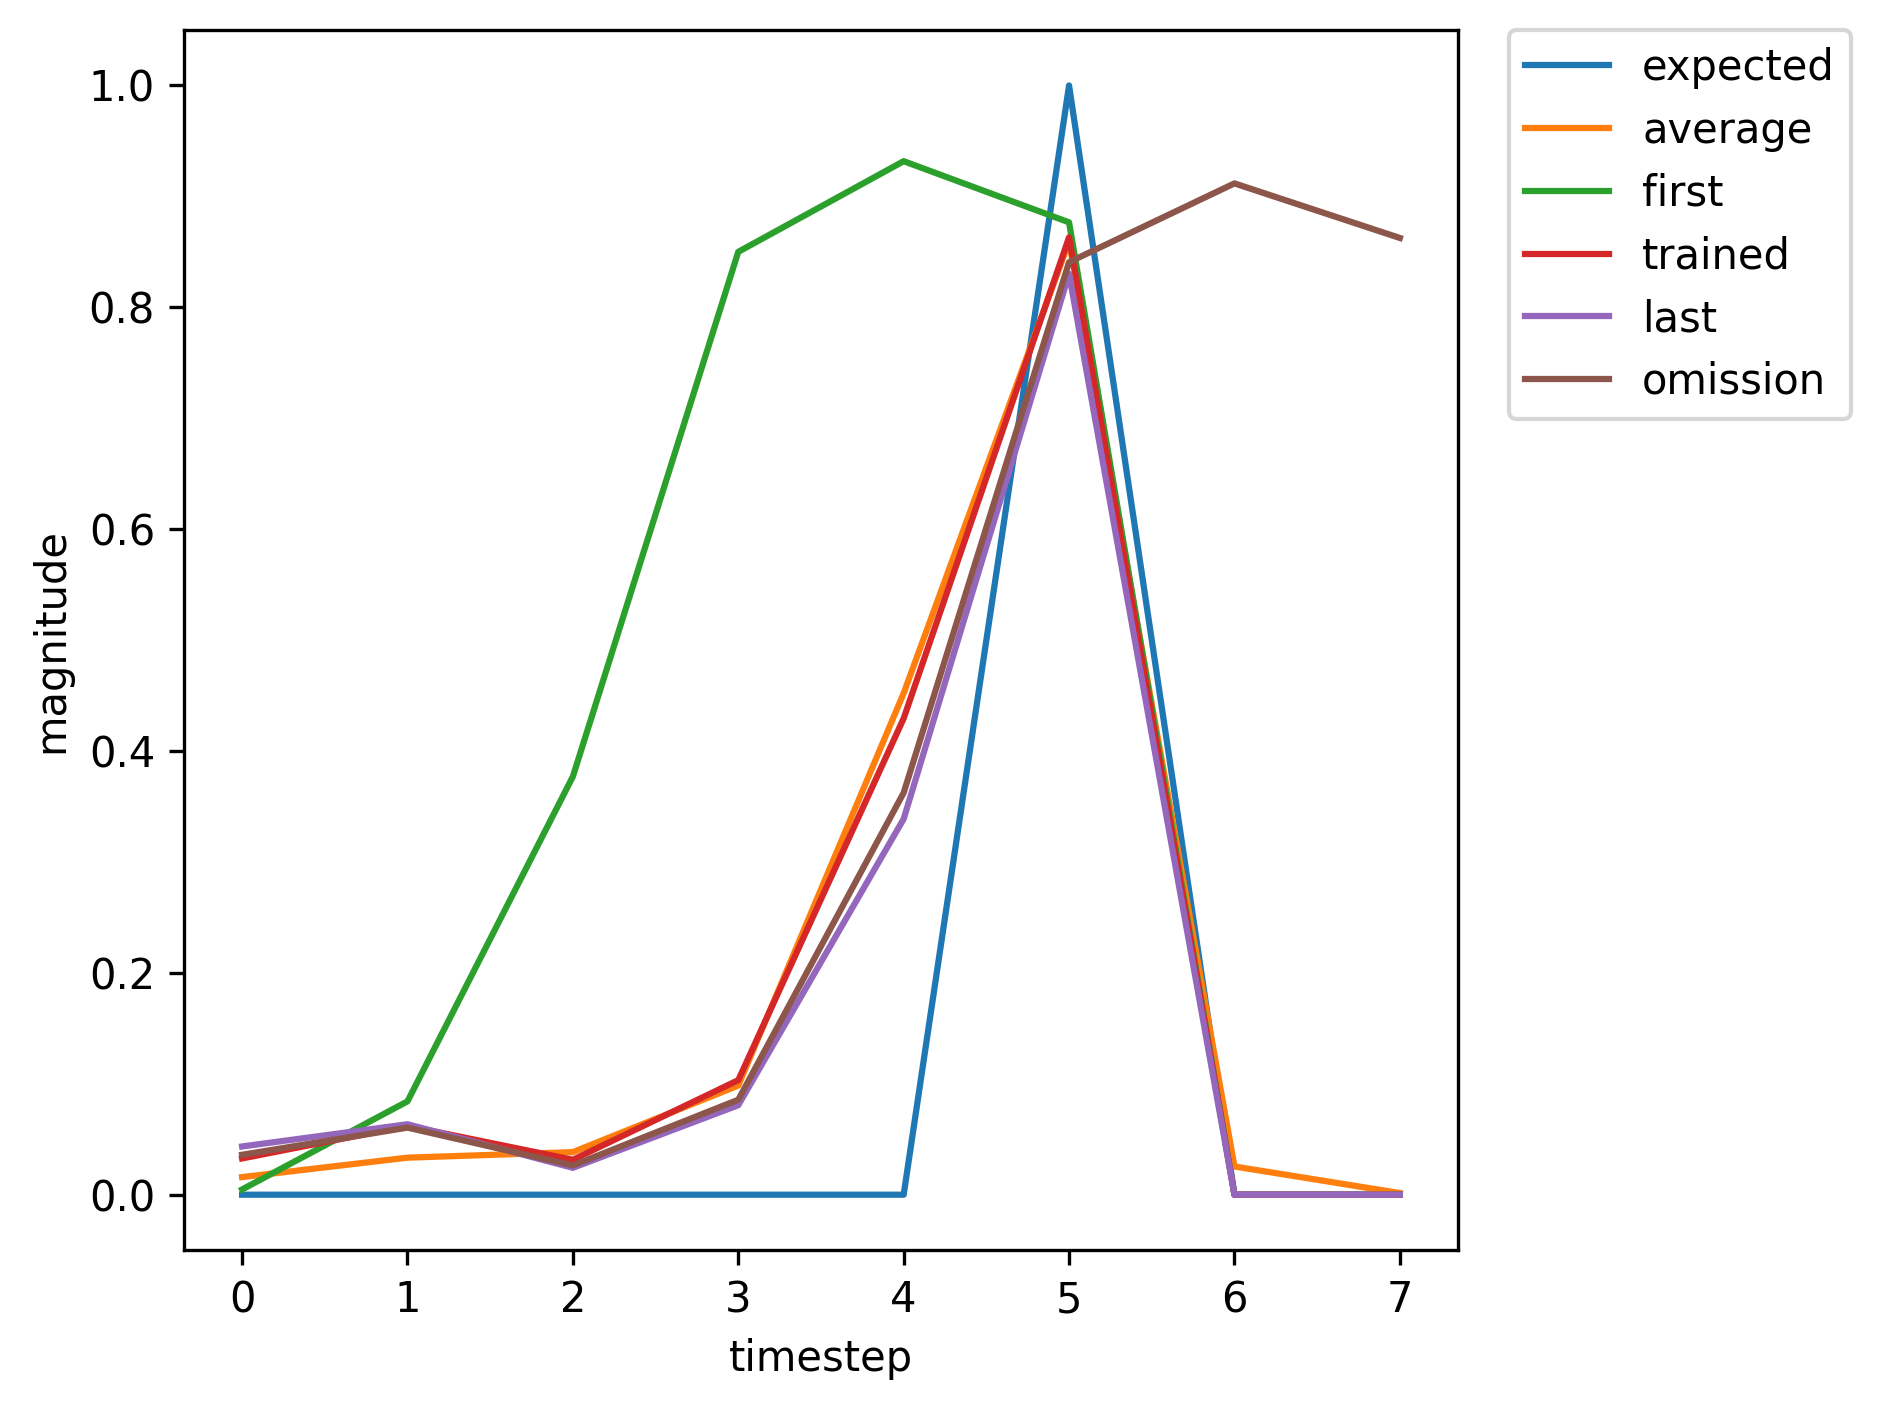 1.0
0.8
0.6
0.4
0.2
0.0
magnitude
0 1 2 3 4 5 6 7
timestep
expected
average
first
trained
last
omission